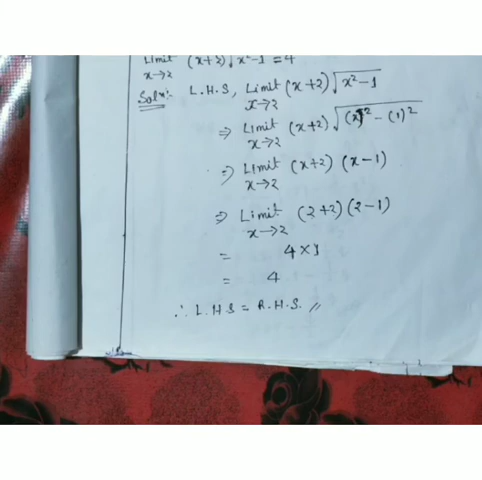 Limit (x+2)√x²-1 = 4
x→2
Solnː L.H.S, Limit (x+2)√x²-1
x→2
⇒ Limit (x+2)√(x)² - (1)²
x→2
⇒ Limit (x+2) (x-1)
x→2
⇒ Limit (2+2) (2-1)
x→2
= 4×1
= 4
∴ L.H.S = R.H.S. //